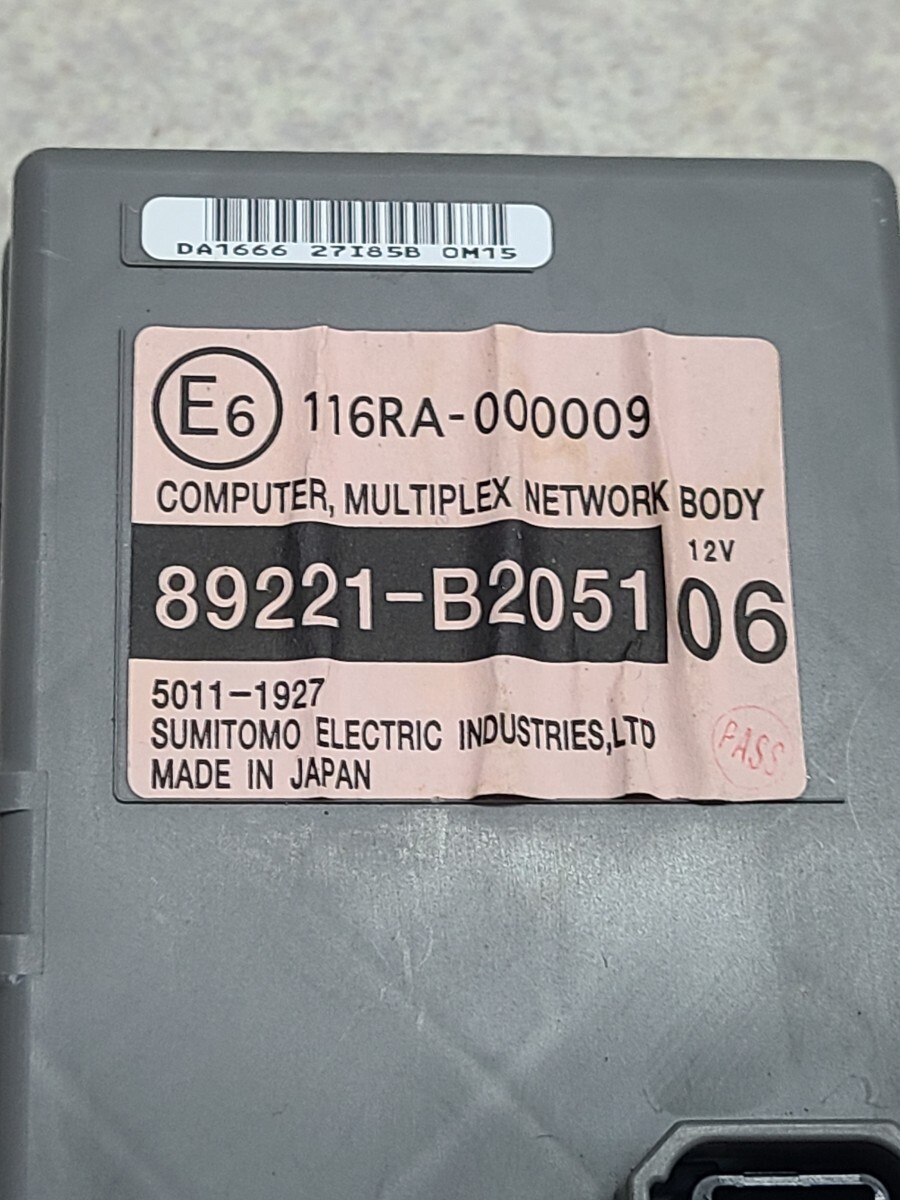 DA1666 27I85B 0M15
E6 116RA-000009
COMPUTER, MULTIPLEX NETWORK BODY
12V
89221-B2051 06
5011-1927
SUMITOMO ELECTRIC INDUSTRIES,LTD
PASS
MADE IN JAPAN